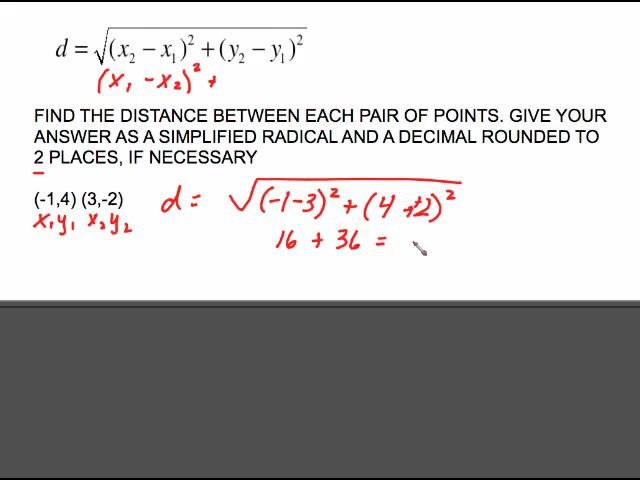 d = √(x₂ − x₁)² + (y₂ − y₁)²
(x₁ − x₂)² +
FIND THE DISTANCE BETWEEN EACH PAIR OF POINTS. GIVE YOUR
ANSWER AS A SIMPLIFIED RADICAL AND A DECIMAL ROUNDED TO
2 PLACES, IF NECESSARY
(-1,4) (3,-2) d = √(-1-3)² + (4 ++2)²
x₁y₁ x₂y₂
16 + 36 =